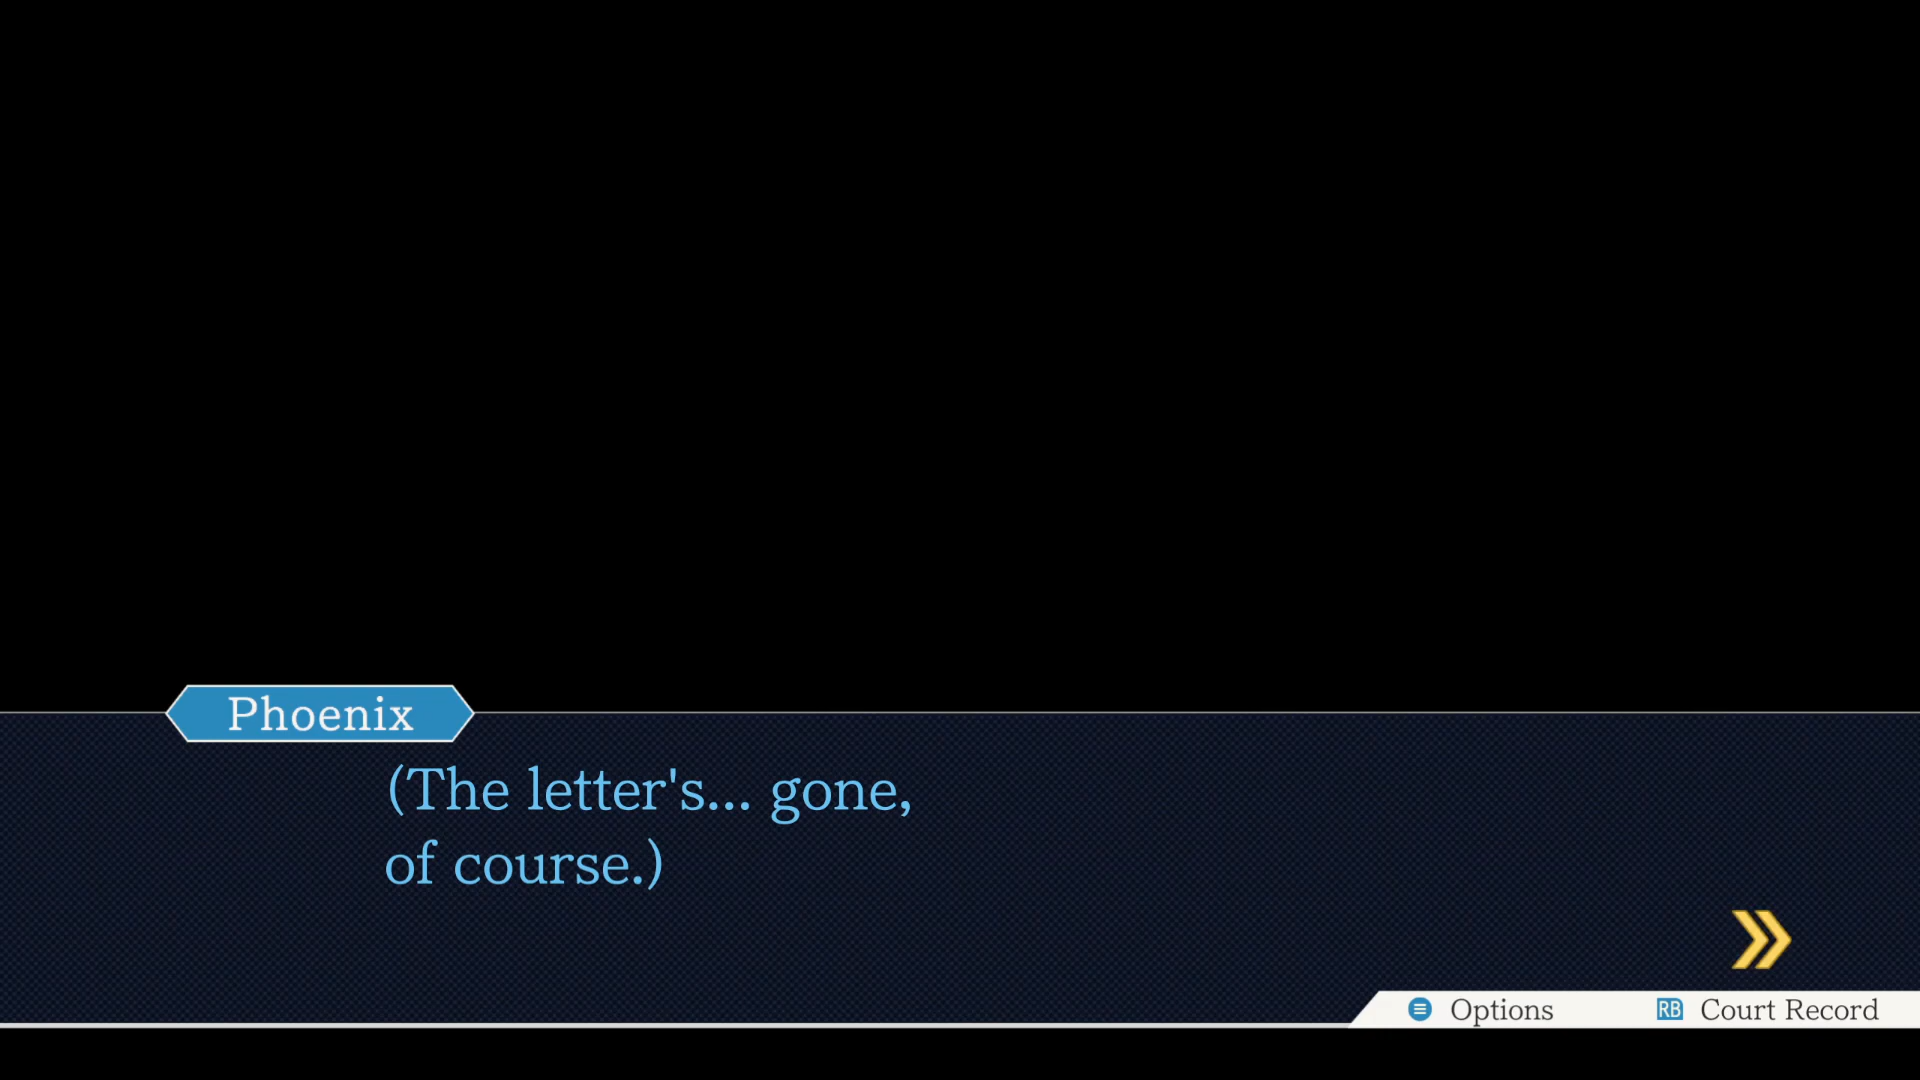 Phoenix
(The letter's... gone,
of course.)
Options
RB Court Record